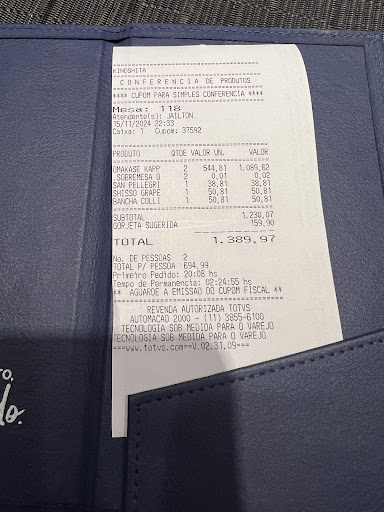 KINOSHITA
CONFERENCIA DE PRODUTOS
**** CUPOM PARA SIMPLES CONFERENCIA ****
Mesa: 118
Atendente(s): JAILTON
15/11/2024 22:33
Caixa: 1 Cupom: 37592
PRODUTO QTDE VALOR UN. VALOR
OMAKASE KAPP 2 544,81 1.089,62
SOBREMESA O 2 0,01 0,02
SAN PELLEGRI 1 38,81 38,81
SHISSO GRAPE 1 50,81 50,81
BANCHA COLLI 1 50,81 50,81
SUBTOTAL 1.230,07
GORJETA SUGERIDA 159,90
TOTAL 1.389,97
No. DE PESSOAS 2
TOTAL P/ PESSOA 694,99
Primeiro Pedido: 20:08 hs
Tempo de Permanencia: 02:24:55 hs
** AGUARDE A EMISSAO DO CUPOM FISCAL **
REVENDA AUTORIZADA TOTVS
AUTOMACAO 2000 - (11) 3855-6100
TECNOLOGIA SOB MEDIDA PARA O VAREJO
TECNOLOGIA SOB MEDIDA PARA O VAREJO
===www.totvs.com==V.02.31.09===